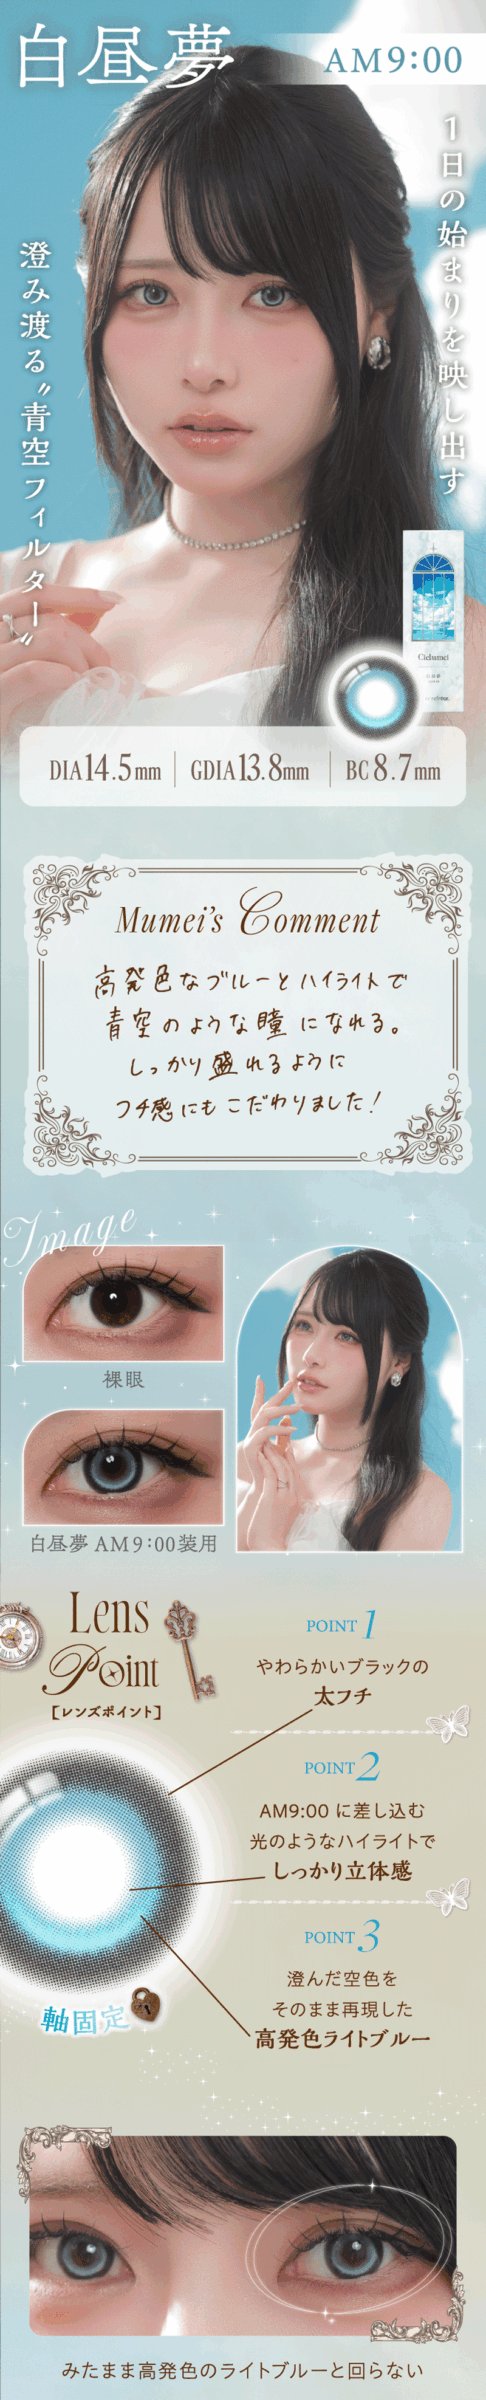 白昼夢
AM9:00
1日の始まりを映し出す
澄み渡る〝青空フィルター〟
Cielumei
白昼夢
DIA14.5mm
GDIA13.8mm
BC8.7mm
Mumei's Comment
高発色なブルーとハイライトで
青空のような瞳になれる。
しっかり盛れるように
フチ感にもこだわりました!
Image
裸眼
白昼夢 AM9:00装用
Lens
Point
[レンズポイント]
POINT 1
やわらかいブラックの
太フチ
POINT 2
AM9:00 に差し込む
光のようなハイライトで
しっかり立体感
POINT 3
澄んだ空色を
そのまま再現した
高発色ライトブルー
軸固定
みたまま高発色のライトブルーと回らない